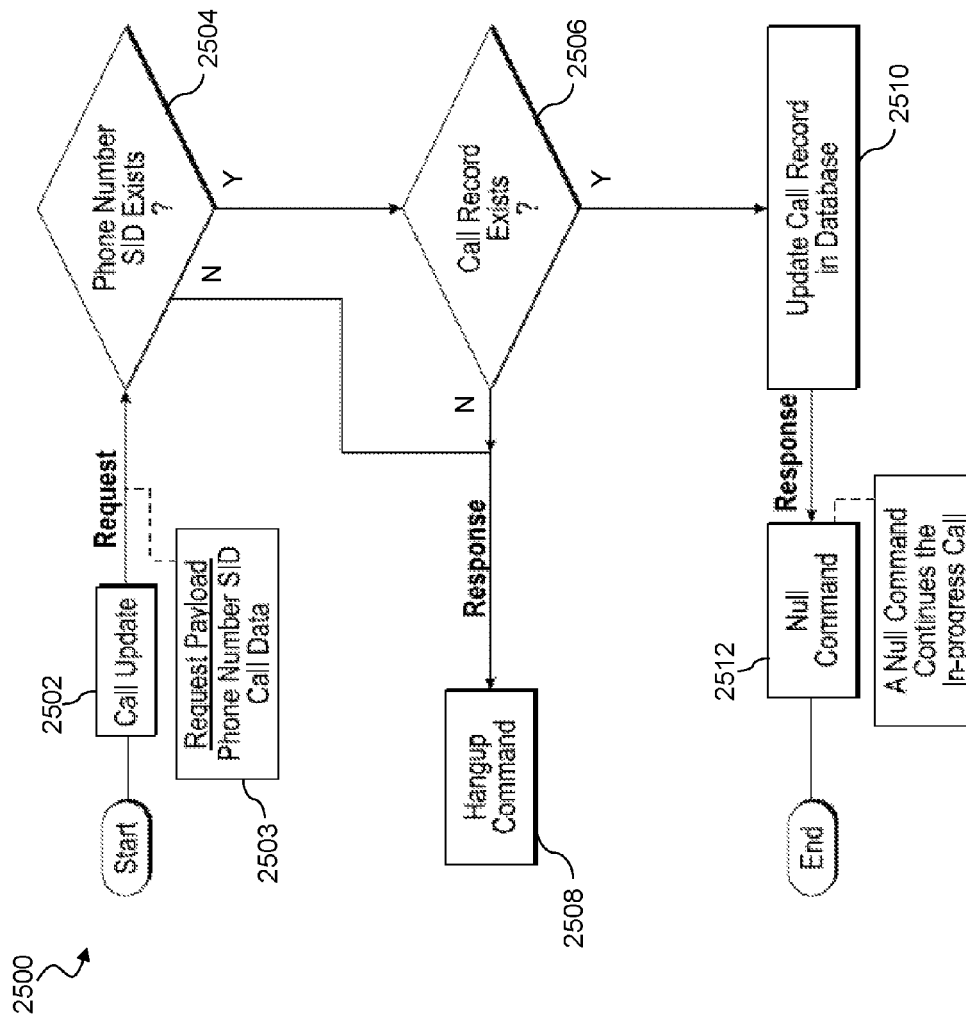 2500
Start
2502
Call Update
Request
Request Payload
Phone Number SID
Call Data
2503
Phone Number
SID Exists
?
2504
N
Y
Call Record
Exists
?
2506
N
Y
Response
Hangup
Command
2508
Update Call Record
in Database
2510
Response
2512
Null
Command
A Null Command
Continues the
In-progress Call
End